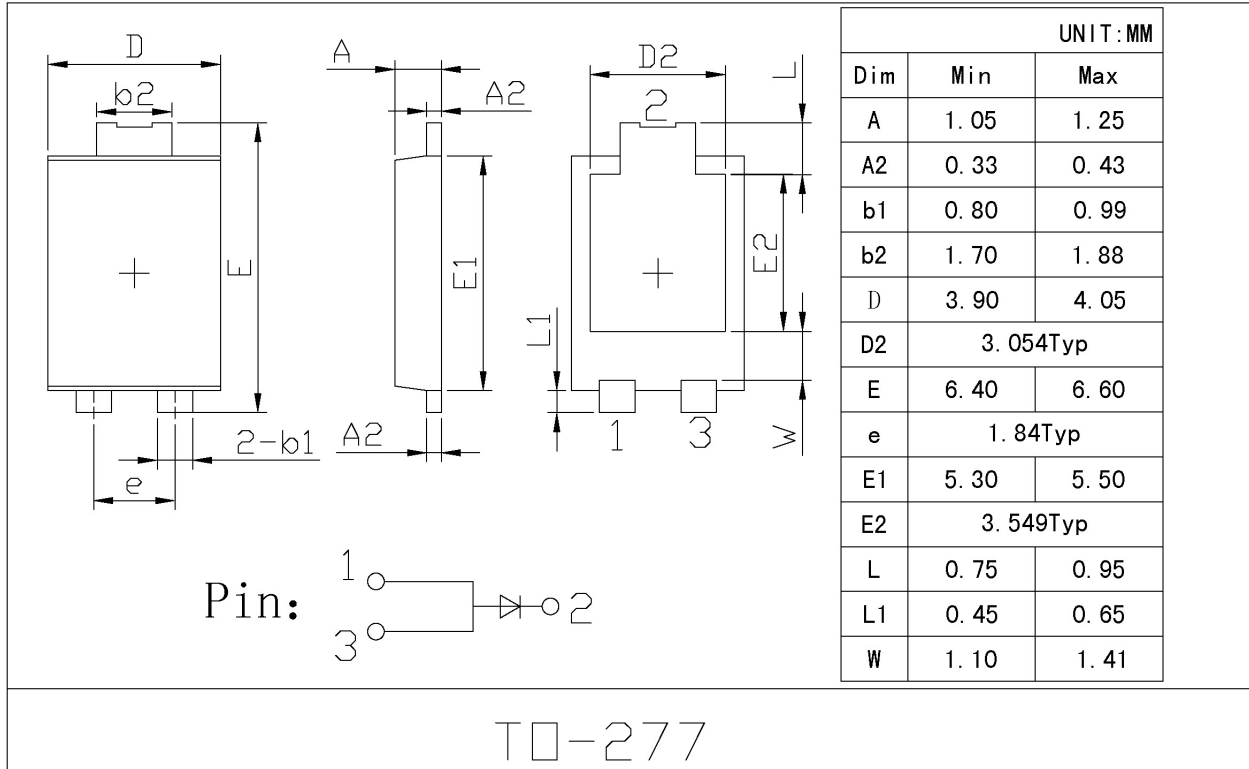 D
b2
E
2-b1
e
A
A2
E1
A2
D2
L
2
E2
L1
W
1
3
Pin:
1
3
2
UNIT:MM
Dim Min Max
A 1.05 1.25
A2 0.33 0.43
b1 0.80 0.99
b2 1.70 1.88
D 3.90 4.05
D2 3.054Typ
E 6.40 6.60
e 1.84Typ
E1 5.30 5.50
E2 3.549Typ
L 0.75 0.95
L1 0.45 0.65
W 1.10 1.41
TO-277